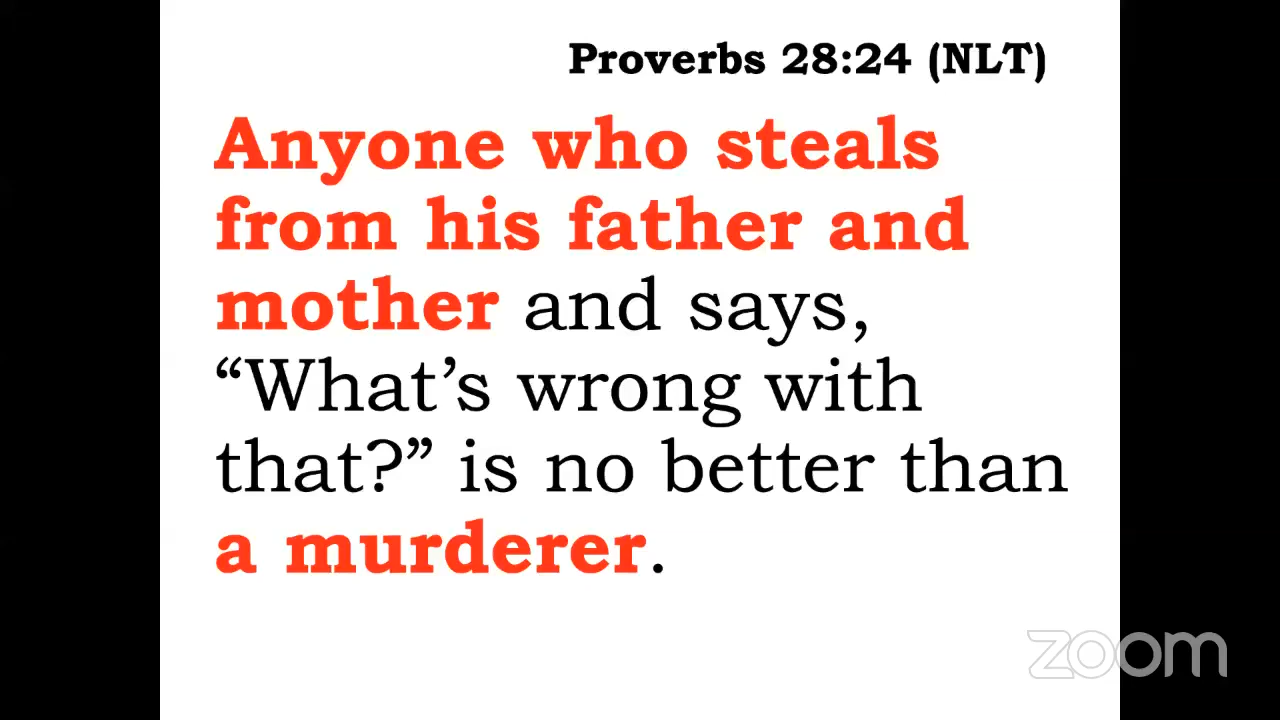 Proverbs 28:24 (NLT)
Anyone who steals
from his father and
mother and says,
“What’s wrong with
that?” is no better than
a murderer.
zoom